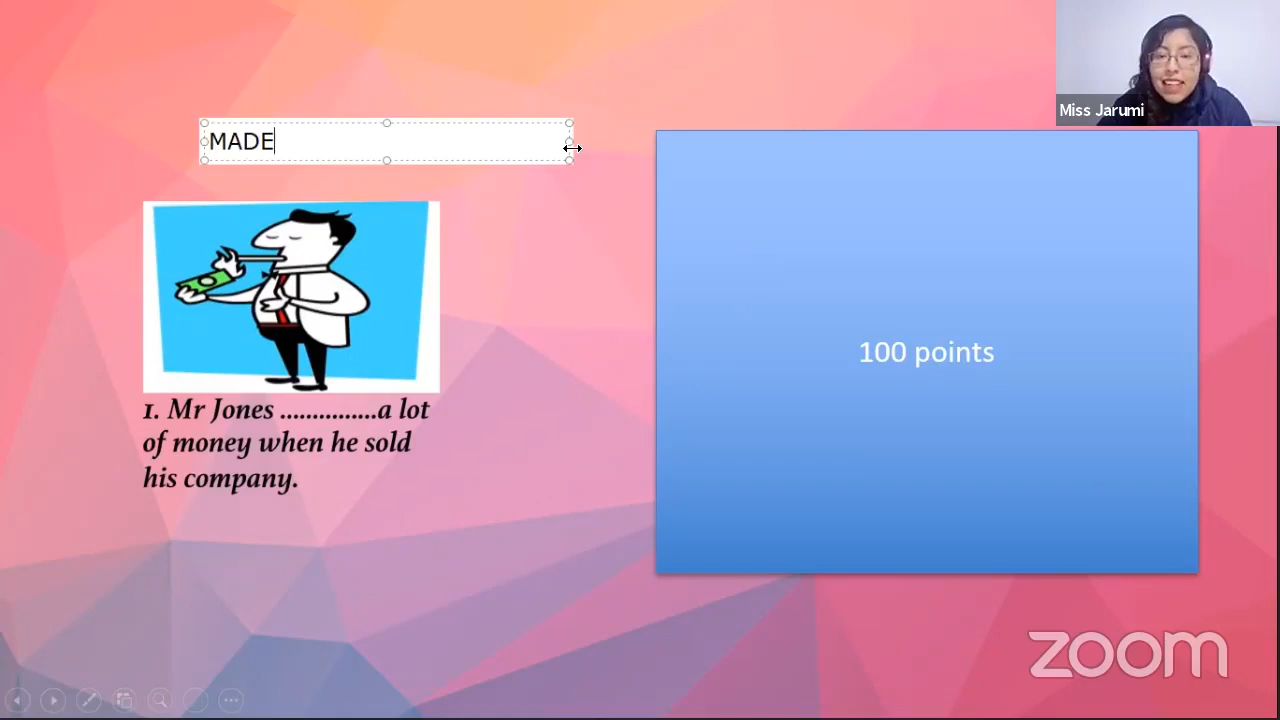 Miss Jarumi
MADE
100 points
1. Mr Jones ...............a lot
of money when he sold
his company.
zoom